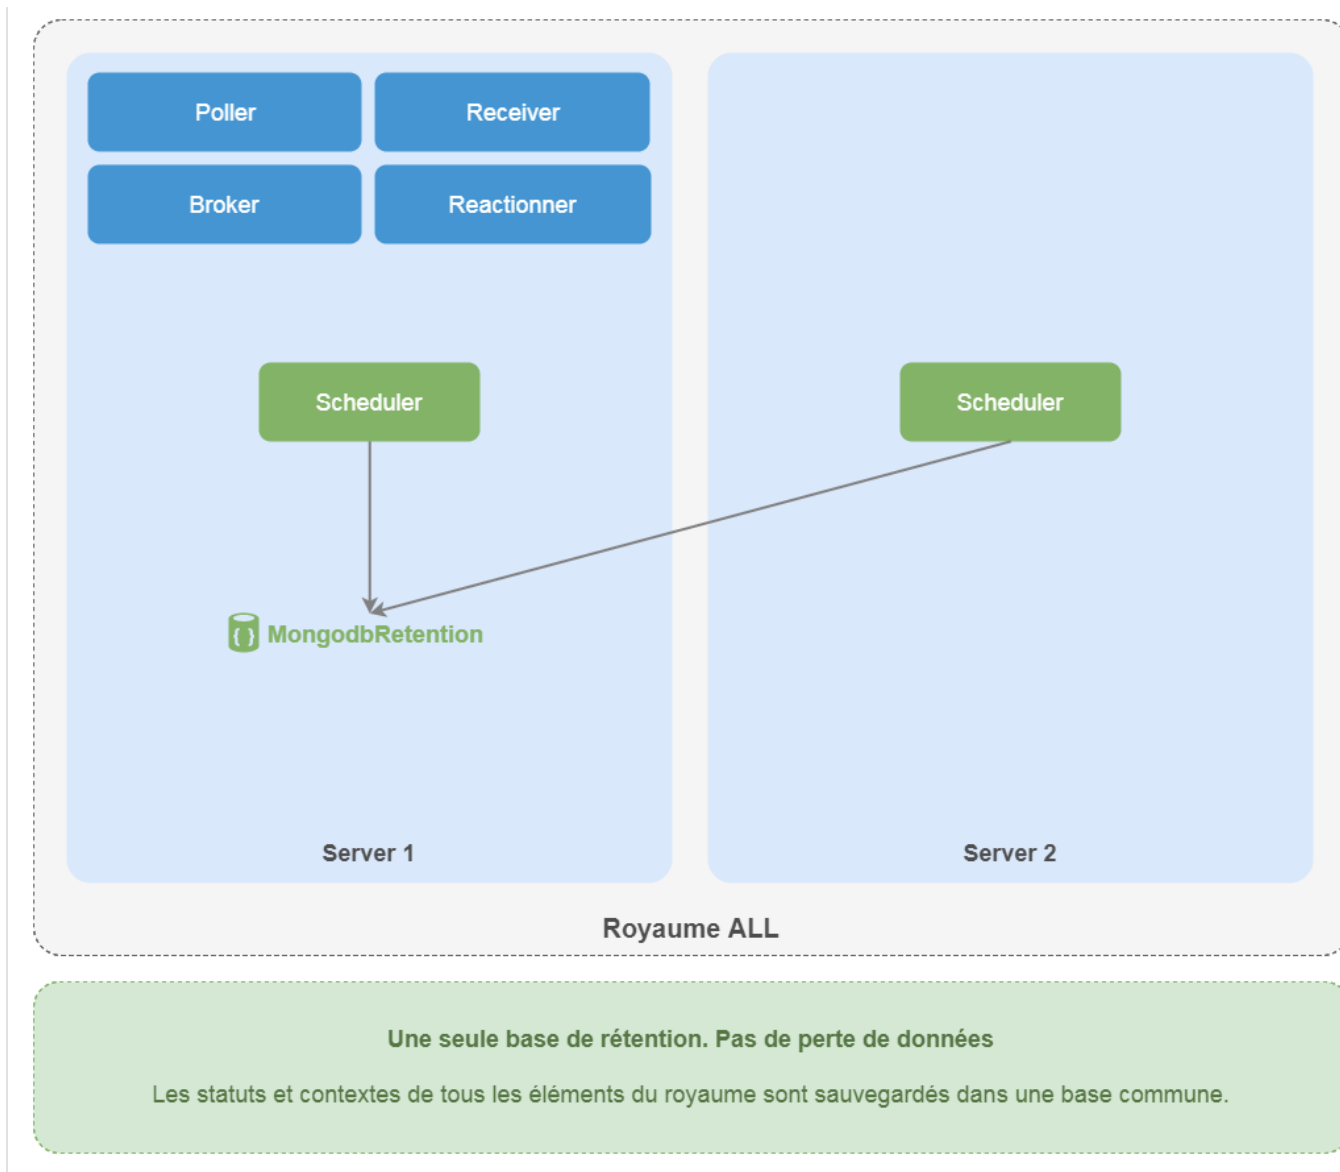 Poller
Receiver
Broker
Reactionner
Scheduler
Scheduler
MongodbRetention
Server 1
Server 2
Royaume ALL
Une seule base de rétention. Pas de perte de données
Les statuts et contextes de tous les éléments du royaume sont sauvegardés dans une base commune.